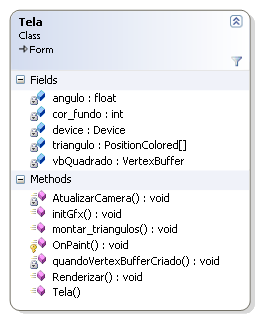 Tela
Class
Form
Fields
angulo : float
cor_fundo : int
device : Device
triangulo : PositionColored[]
vbQuadrado : VertexBuffer
Methods
AtualizarCamera() : void
initGfx() : void
montar_triangulos() : void
OnPaint() : void
quandoVertexBufferCriado() : void
Renderizar() : void
Tela()